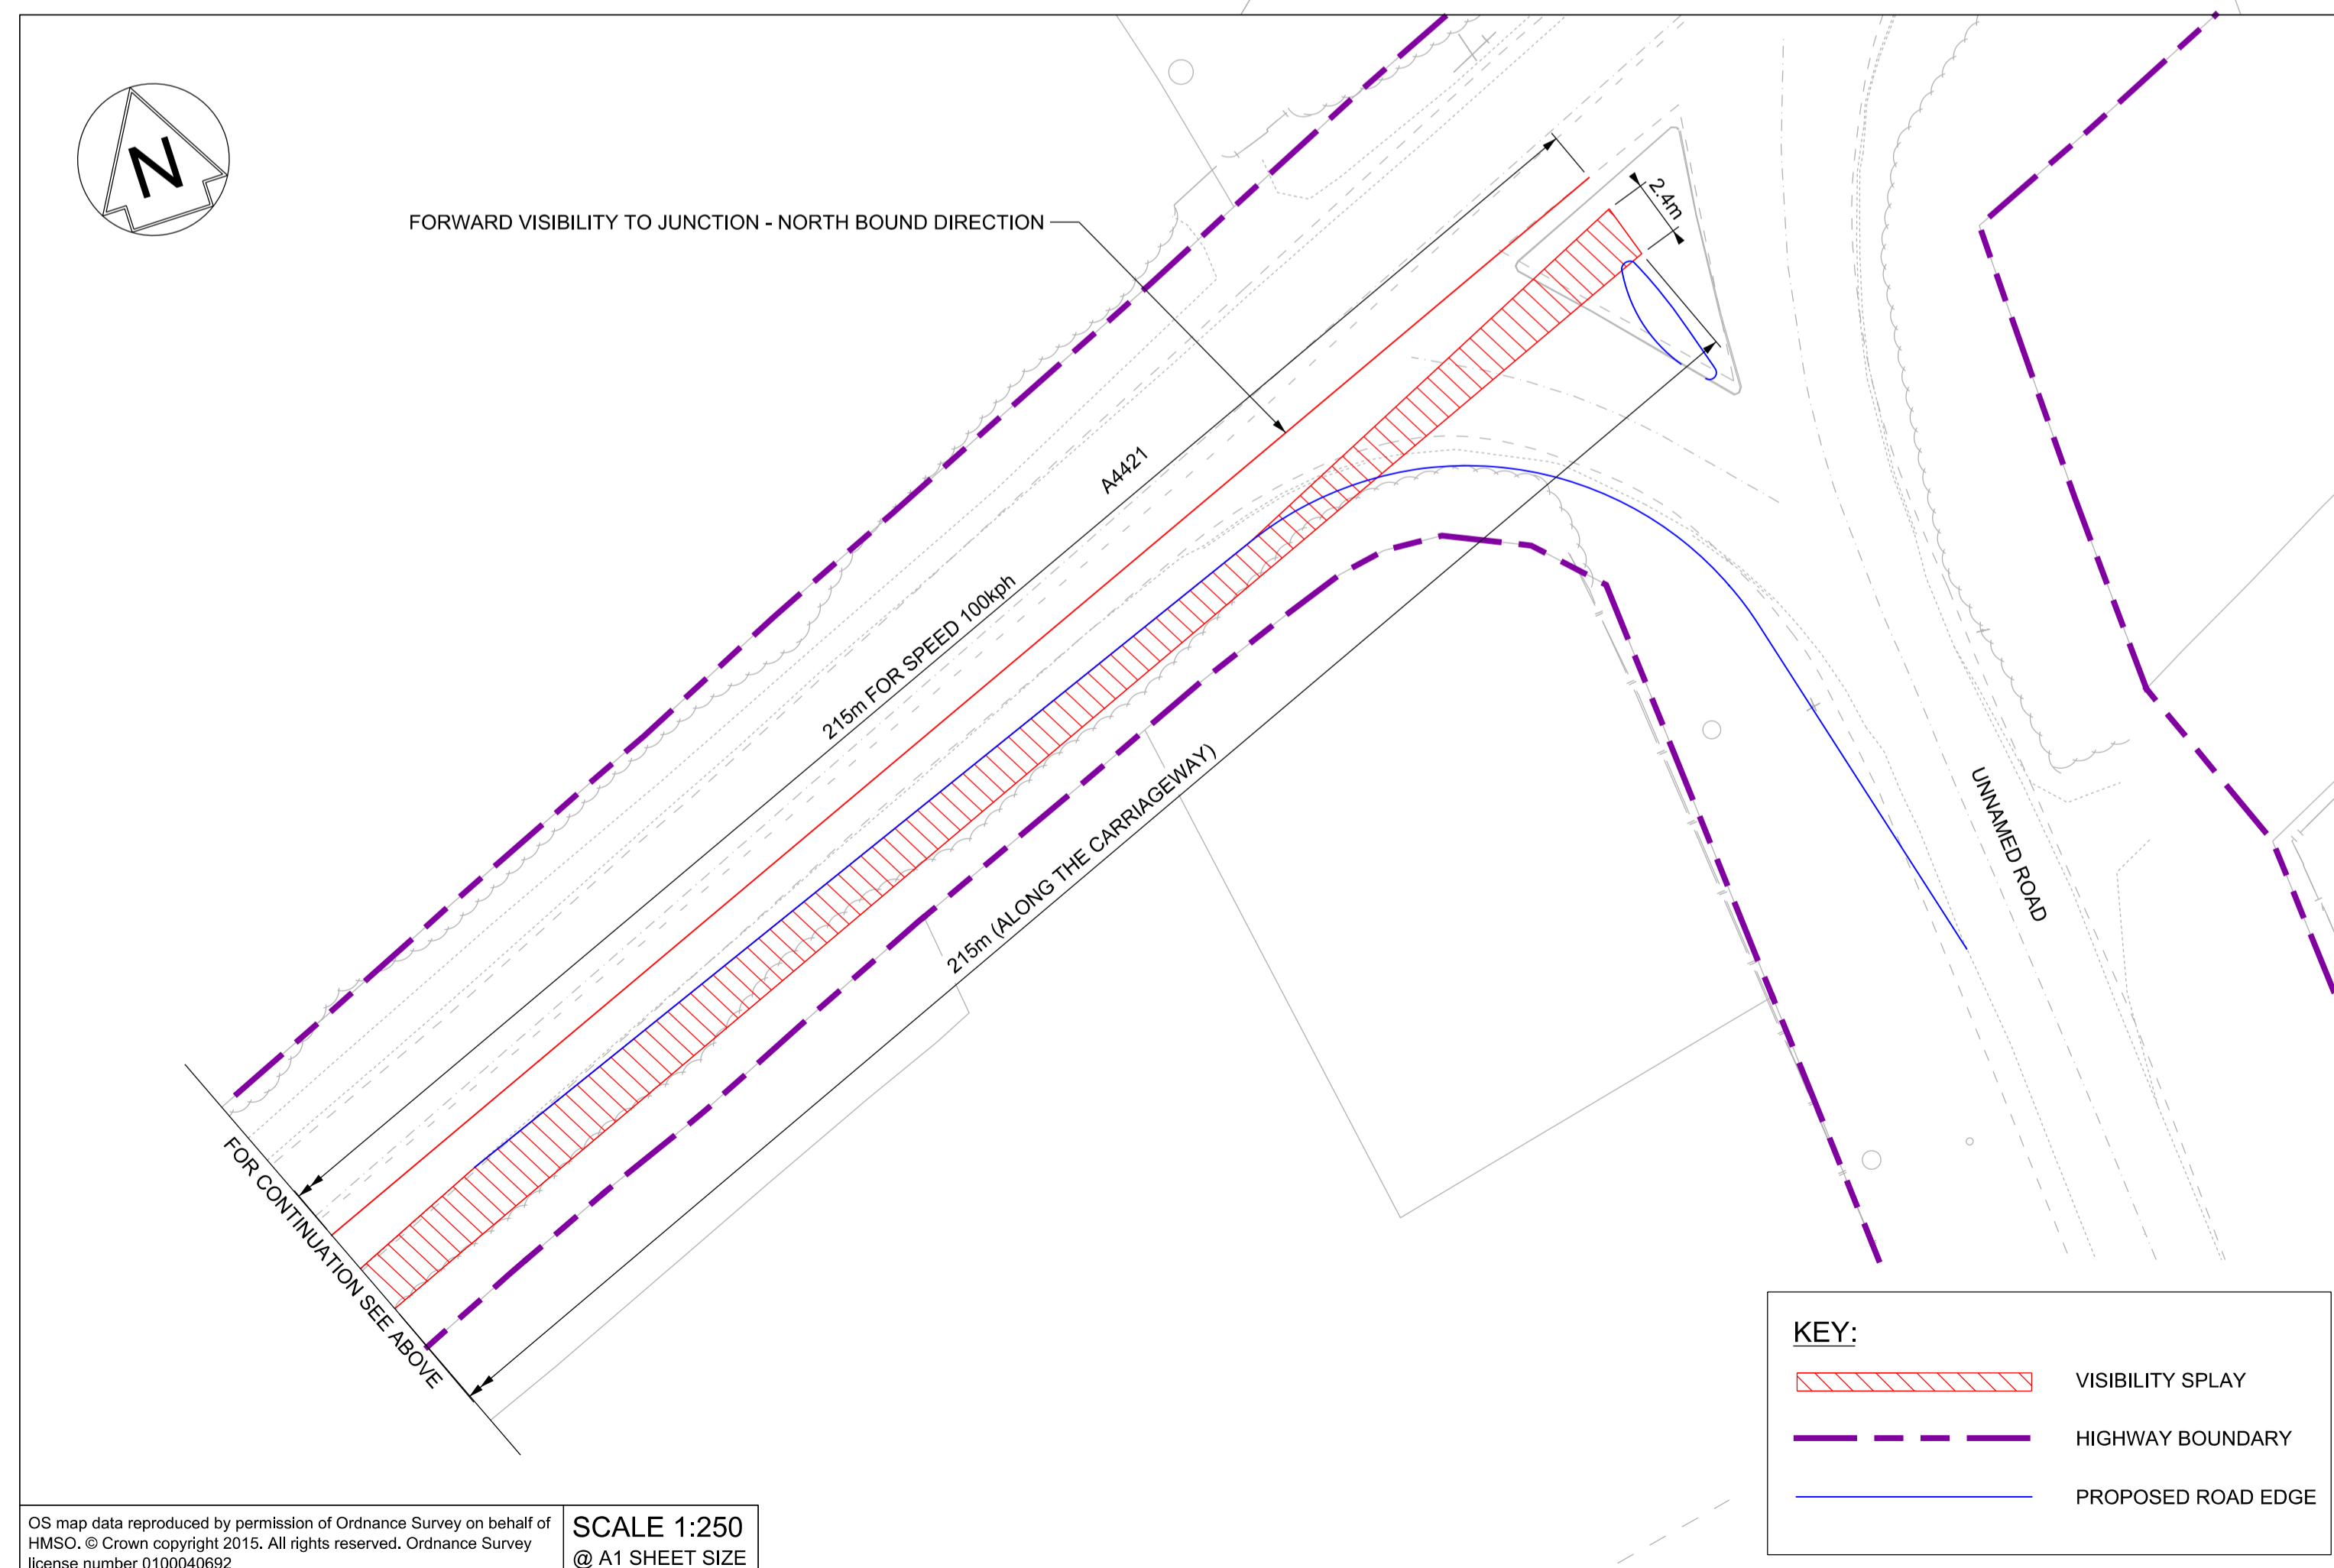 N
FORWARD VISIBILITY TO JUNCTION - NORTH BOUND DIRECTION
2.4m
A4421
215m FOR SPEED 100kph
215m (ALONG THE CARRIAGEWAY)
UNNAMED ROAD
FOR CONTINUATION SEE ABOVE
KEY:
VISIBILITY SPLAY
HIGHWAY BOUNDARY
PROPOSED ROAD EDGE
OS map data reproduced by permission of Ordnance Survey on behalf of
HMSO. © Crown copyright 2015. All rights reserved. Ordnance Survey
license number 0100040692
SCALE 1:250
@ A1 SHEET SIZE